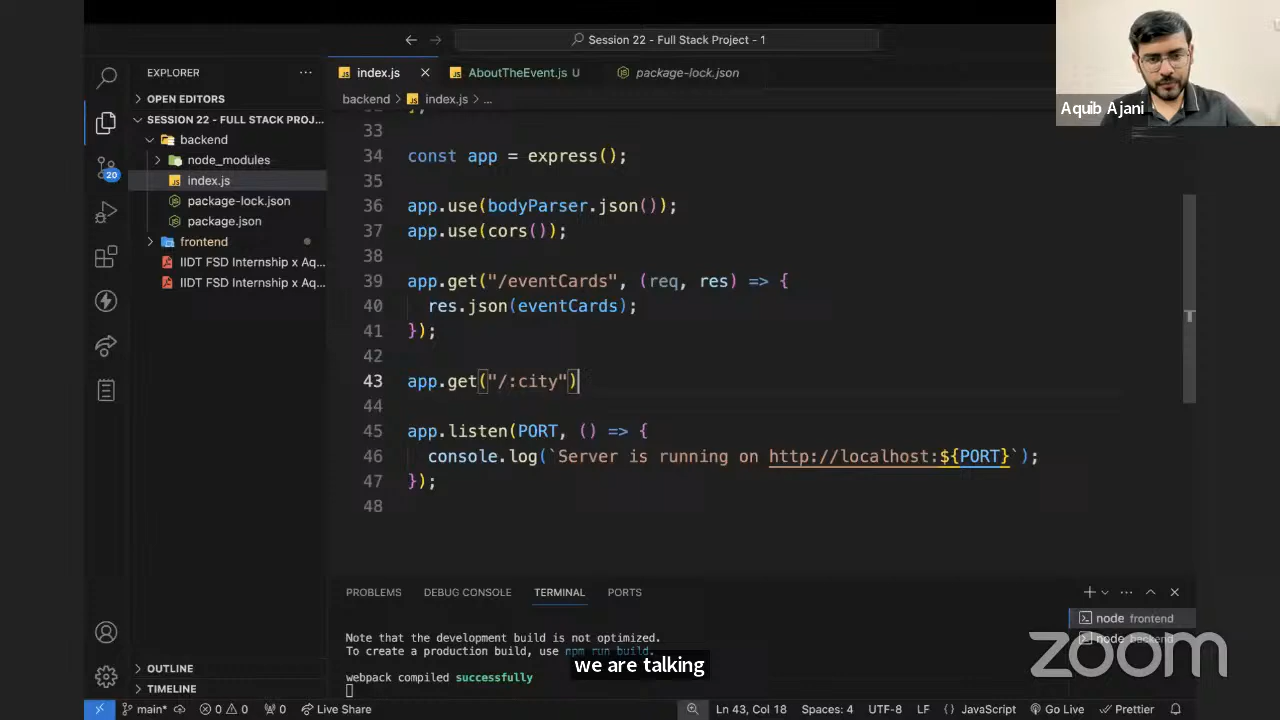 Session 22 - Full Stack Project - 1
Aquib Ajani
EXPLORER
OPEN EDITORS
SESSION 22 - FULL STACK PROJ...
backend
node_modules
index.js
package-lock.json
package.json
frontend
IIDT FSD Internship x Aq...
IIDT FSD Internship x Aq...
OUTLINE
TIMELINE
20
index.js
AboutTheEvent.js U
package-lock.json
backend > index.js > ...
33
34 const app = express();
35
36 app.use(bodyParser.json());
37 app.use(cors());
38
39 app.get("/eventCards", (req, res) => {
40 res.json(eventCards);
41 });
42
43 app.get("/:city")
44
45 app.listen(PORT, () => {
46 console.log(`Server is running on http://localhost:${PORT}`);
47 });
48
PROBLEMS DEBUG CONSOLE TERMINAL PORTS
Note that the development build is not optimized.
To create a production build, use npm run build.
webpack compiled successfully
node frontend
node backend
we are talking
zoom
main* 0 0 0 Live Share Ln 43, Col 18 Spaces: 4 UTF-8 LF {} JavaScript Go Live Prettier